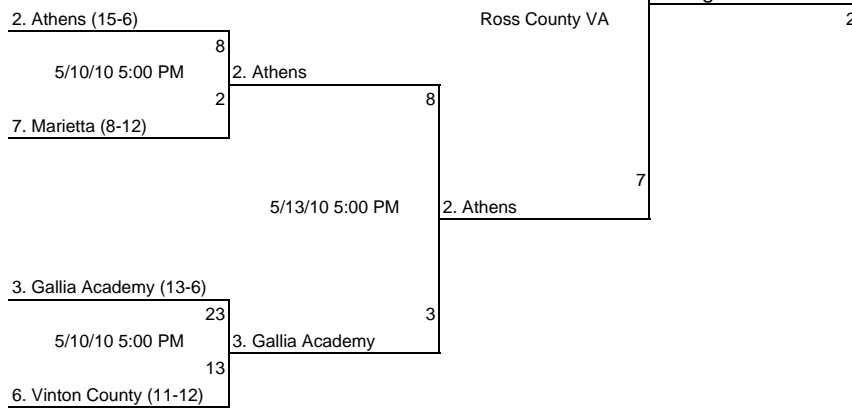 2. Athens (15-6)
Ross County VA
2
8
5/10/10 5:00 PM
2. Athens
2
8
7. Marietta (8-12)
7
5/13/10 5:00 PM
2. Athens
3. Gallia Academy (13-6)
23
3
5/10/10 5:00 PM
3. Gallia Academy
13
6. Vinton County (11-12)